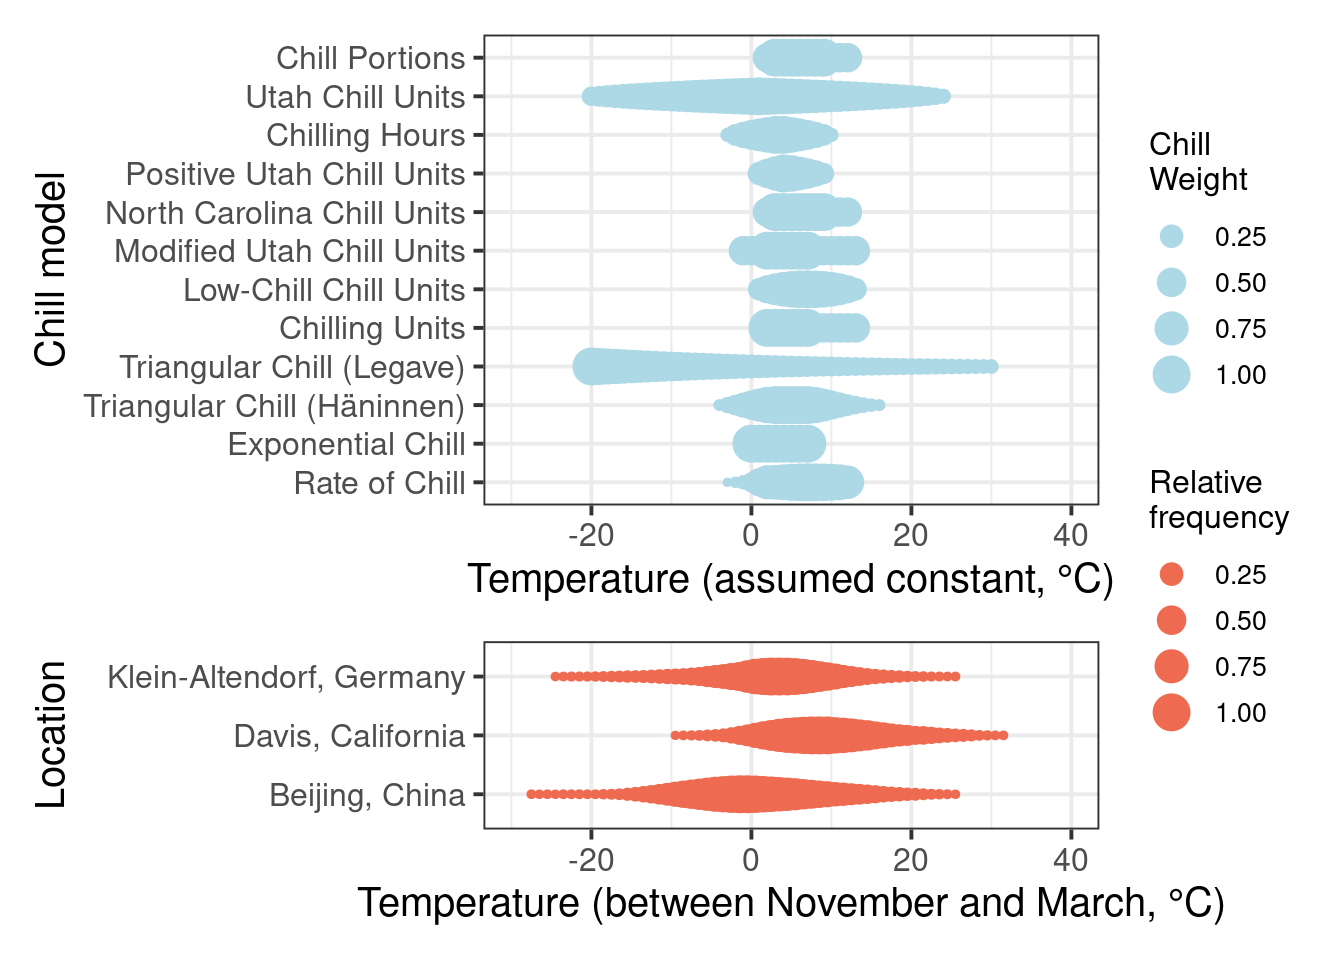 Chill model
Chill Portions
Utah Chill Units
Chilling Hours
Positive Utah Chill Units
North Carolina Chill Units
Modified Utah Chill Units
Low-Chill Chill Units
Chilling Units
Triangular Chill (Legave)
Triangular Chill (Häninnen)
Exponential Chill
Rate of Chill
-20 0 20 40
Temperature (assumed constant, °C)
Chill
Weight
0.25
0.50
0.75
1.00
Relative
frequency
0.25
0.50
0.75
1.00
Location
Klein-Altendorf, Germany
Davis, California
Beijing, China
-20 0 20 40
Temperature (between November and March, °C)